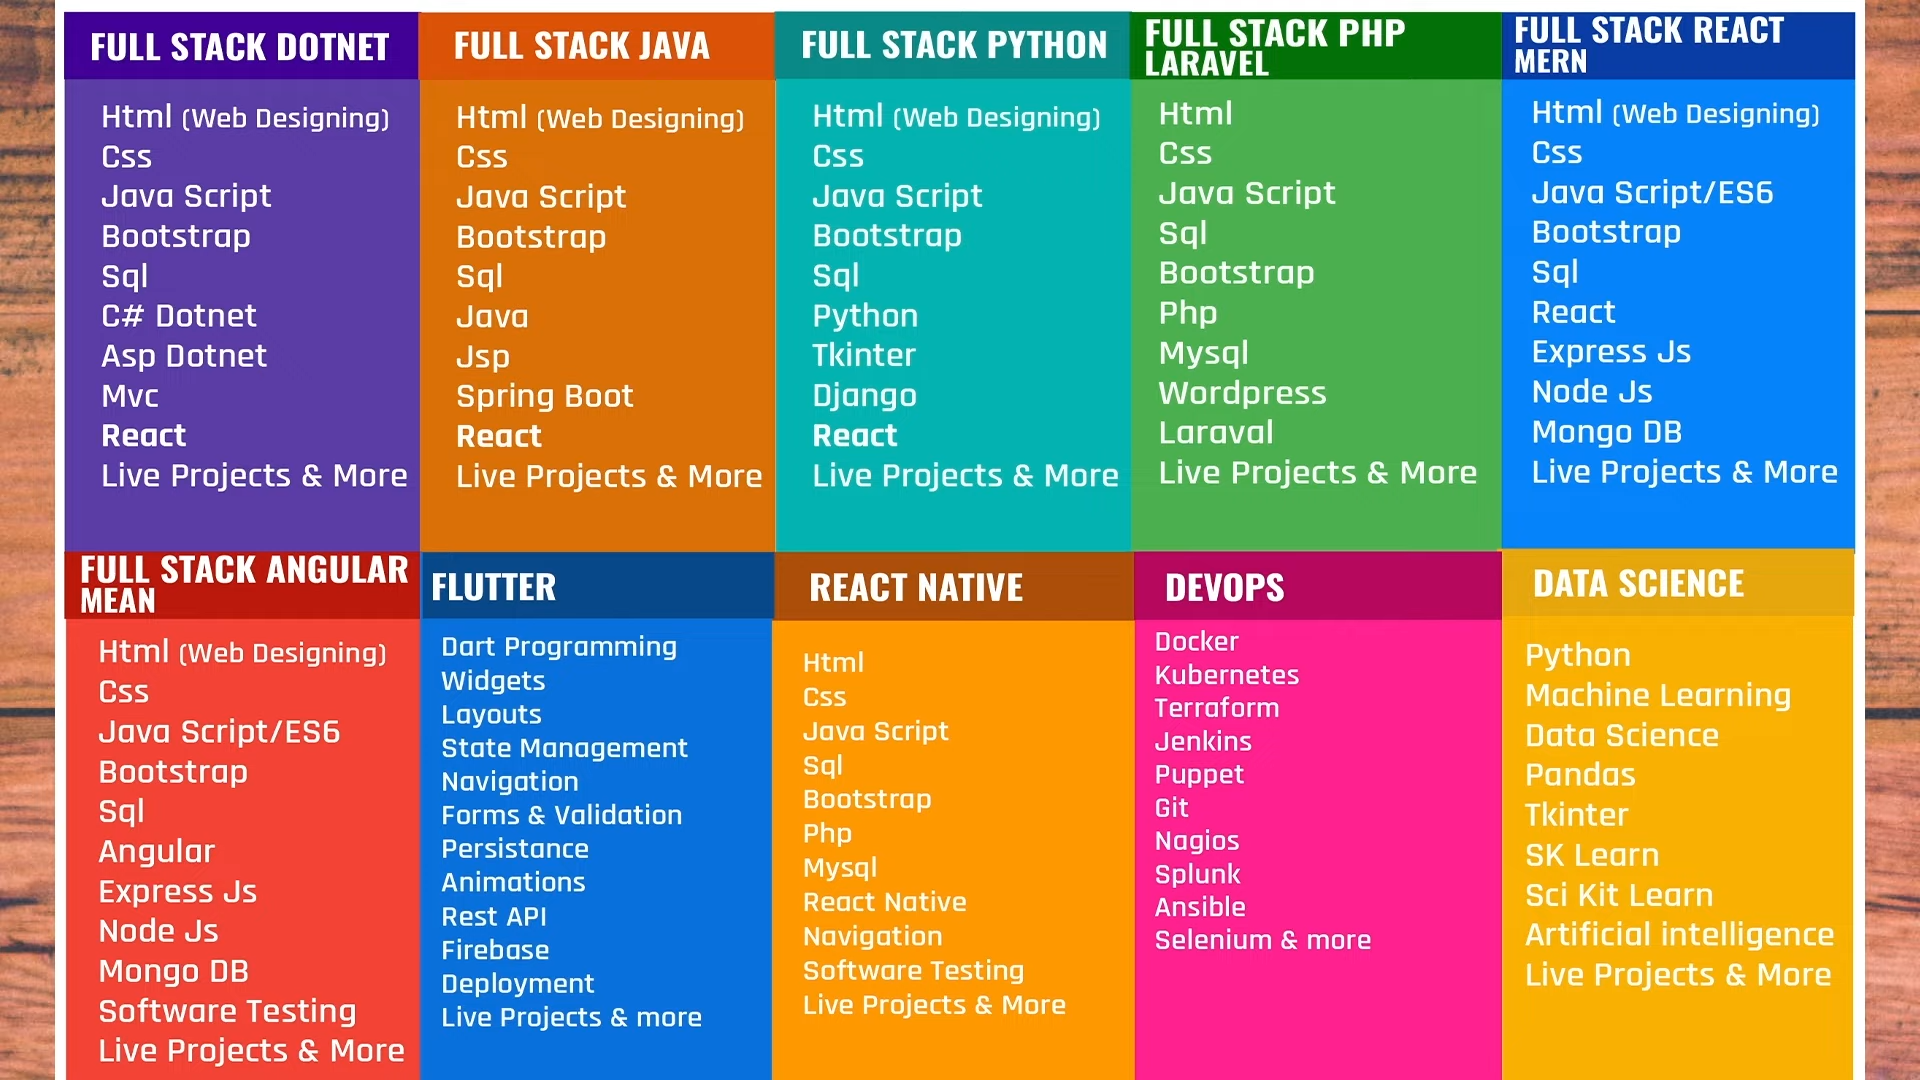 FULL STACK DOTNET
Html (Web Designing)
Css
Java Script
Bootstrap
Sql
C# Dotnet
Asp Dotnet
Mvc
React
Live Projects & More
FULL STACK JAVA
Html (Web Designing)
Css
Java Script
Bootstrap
Sql
Java
Jsp
Spring Boot
React
Live Projects & More
FULL STACK PYTHON
Html (Web Designing)
Css
Java Script
Bootstrap
Sql
Python
Tkinter
Django
React
Live Projects & More
FULL STACK PHP
LARAVEL
Html
Css
Java Script
Sql
Bootstrap
Php
Mysql
Wordpress
Laraval
Live Projects & More
FULL STACK REACT
MERN
Html (Web Designing)
Css
Java Script/ES6
Bootstrap
Sql
React
Express Js
Node Js
Mongo DB
Live Projects & More
FULL STACK ANGULAR
MEAN
Html (Web Designing)
Css
Java Script/ES6
Bootstrap
Sql
Angular
Express Js
Node Js
Mongo DB
Software Testing
Live Projects & More
FLUTTER
Dart Programming
Widgets
Layouts
State Management
Navigation
Forms & Validation
Persistance
Animations
Rest API
Firebase
Deployment
Live Projects & more
REACT NATIVE
Html
Css
Java Script
Sql
Bootstrap
Php
Mysql
React Native
Navigation
Software Testing
Live Projects & More
DEVOPS
Docker
Kubernetes
Terraform
Jenkins
Puppet
Git
Nagios
Splunk
Ansible
Selenium & more
DATA SCIENCE
Python
Machine Learning
Data Science
Pandas
Tkinter
SK Learn
Sci Kit Learn
Artificial intelligence
Live Projects & More